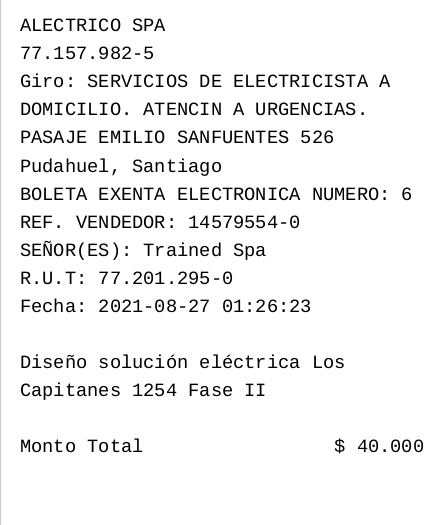 ALECTRICO SPA
77.157.982-5
Giro: SERVICIOS DE ELECTRICISTA A
DOMICILIO. ATENCIN A URGENCIAS.
PASAJE EMILIO SANFUENTES 526
Pudahuel, Santiago
BOLETA EXENTA ELECTRONICA NUMERO: 6
REF. VENDEDOR: 14579554-0
SEÑOR(ES): Trained Spa
R.U.T: 77.201.295-0
Fecha: 2021-08-27 01:26:23
Diseño solución eléctrica Los
Capitanes 1254 Fase II
Monto Total $ 40.000